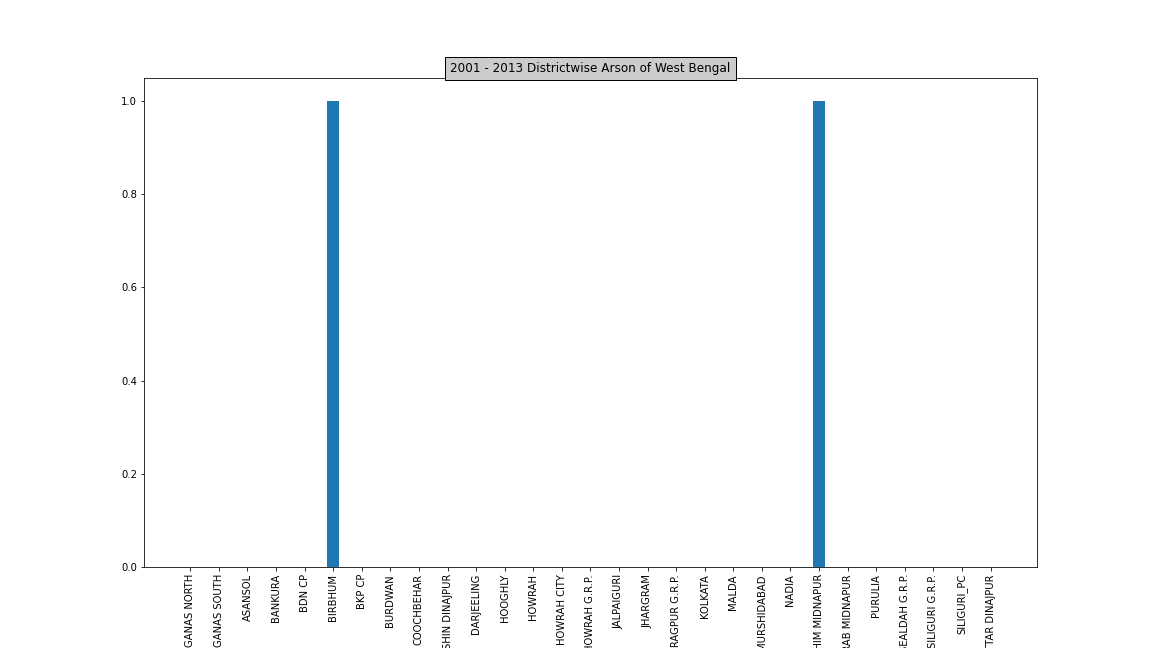 2001 - 2013 Districtwise Arson of West Bengal
1.0
0.8
0.6
0.4
0.2
0.0
GANAS NORTH
GANAS SOUTH
ASANSOL
BANKURA
BDN CP
BIRBHUM
BKP CP
BURDWAN
COOCHBEHAR
SHIN DINAJPUR
DARJEELING
HOOGHLY
HOWRAH
HOWRAH CITY
HOWRAH G.R.P.
JALPAIGURI
JHARGRAM
RAGPUR G.R.P.
KOLKATA
MALDA
MURSHIDABAD
NADIA
HIM MIDNAPUR
RAB MIDNAPUR
PURULIA
EALDAH G.R.P.
SILIGURI G.R.P.
SILIGURI_PC
TAR DINAJPUR